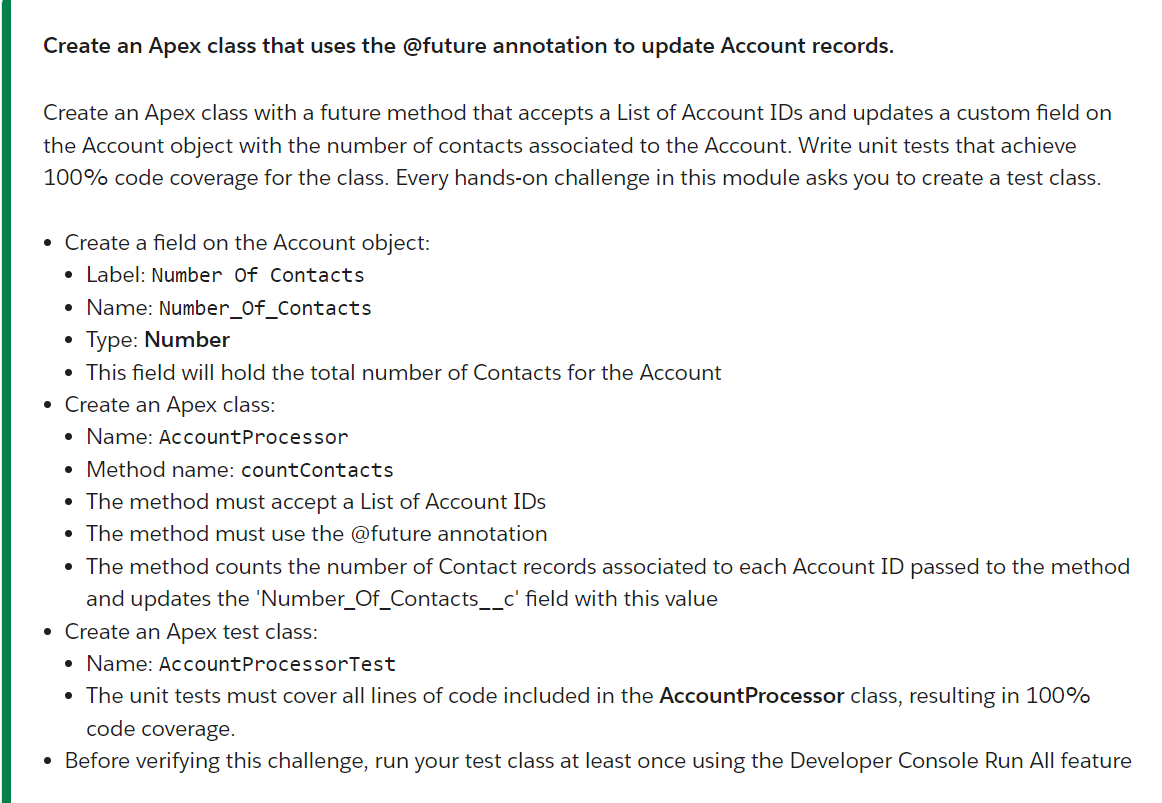 Create an Apex class that uses the @future annotation to update Account records.
Create an Apex class with a future method that accepts a List of Account IDs and updates a custom field on
the Account object with the number of contacts associated to the Account. Write unit tests that achieve
100% code coverage for the class. Every hands-on challenge in this module asks you to create a test class.
• Create a field on the Account object:
• Label: Number Of Contacts
• Name: Number_Of_Contacts
• Type: Number
• This field will hold the total number of Contacts for the Account
• Create an Apex class:
• Name: AccountProcessor
• Method name: countContacts
• The method must accept a List of Account IDs
• The method must use the @future annotation
• The method counts the number of Contact records associated to each Account ID passed to the method
and updates the 'Number_Of_Contacts__c' field with this value
• Create an Apex test class:
• Name: AccountProcessorTest
• The unit tests must cover all lines of code included in the AccountProcessor class, resulting in 100%
code coverage.
• Before verifying this challenge, run your test class at least once using the Developer Console Run All feature